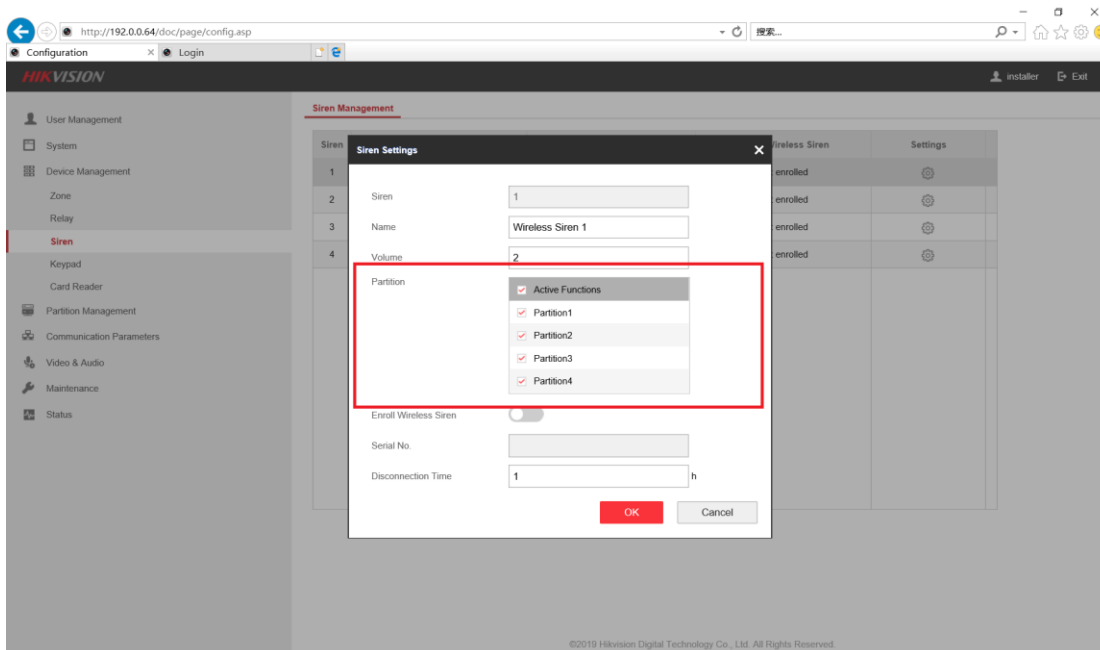 http://192.0.0.64/doc/page/config.asp
搜索...
Configuration
Login
HIKVISION
installer
Exit
User Management
System
Device Management
Zone
Relay
Siren
Keypad
Card Reader
Partition Management
Communication Parameters
Video & Audio
Maintenance
Status
Siren Management
Siren
Wireless Siren
Settings
1
enrolled
2
enrolled
3
enrolled
4
enrolled
Siren Settings
Siren
1
Name
Wireless Siren 1
Volume
2
Partition
Active Functions
Partition1
Partition2
Partition3
Partition4
Enroll Wireless Siren
Serial No.
Disconnection Time
1
h
OK
Cancel
©2019 Hikvision Digital Technology Co., Ltd. All Rights Reserved.